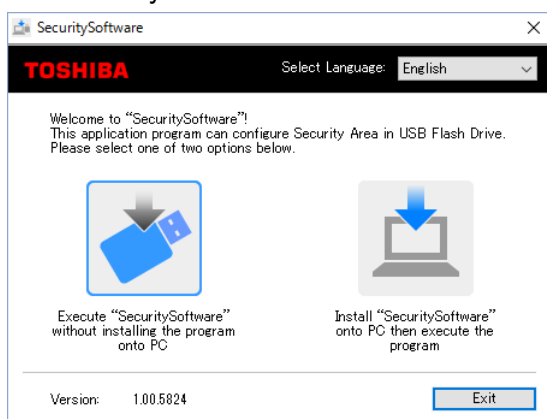 SecuritySoftware
TOSHIBA
Select Language: English
Welcome to “SecuritySoftware”!
This application program can configure Security Area in USB Flash Drive.
Please select one of two options below.
Execute “SecuritySoftware”
without installing the program
onto PC
Install “SecuritySoftware”
onto PC then execute the
program
Version: 1.00.5824
Exit